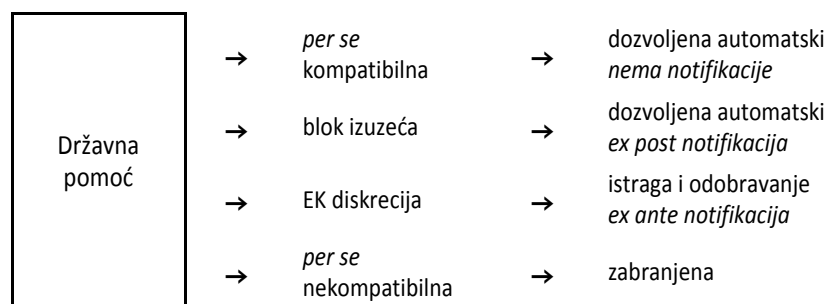 Državna
pomoć
→ per se
kompatibilna → dozvoljena automatski
nema notifikacije
→ blok izuzeća → dozvoljena automatski
ex post notifikacija
→ EK diskrecija → istraga i odobravanje
ex ante notifikacija
→ per se
nekompatibilna → zabranjena